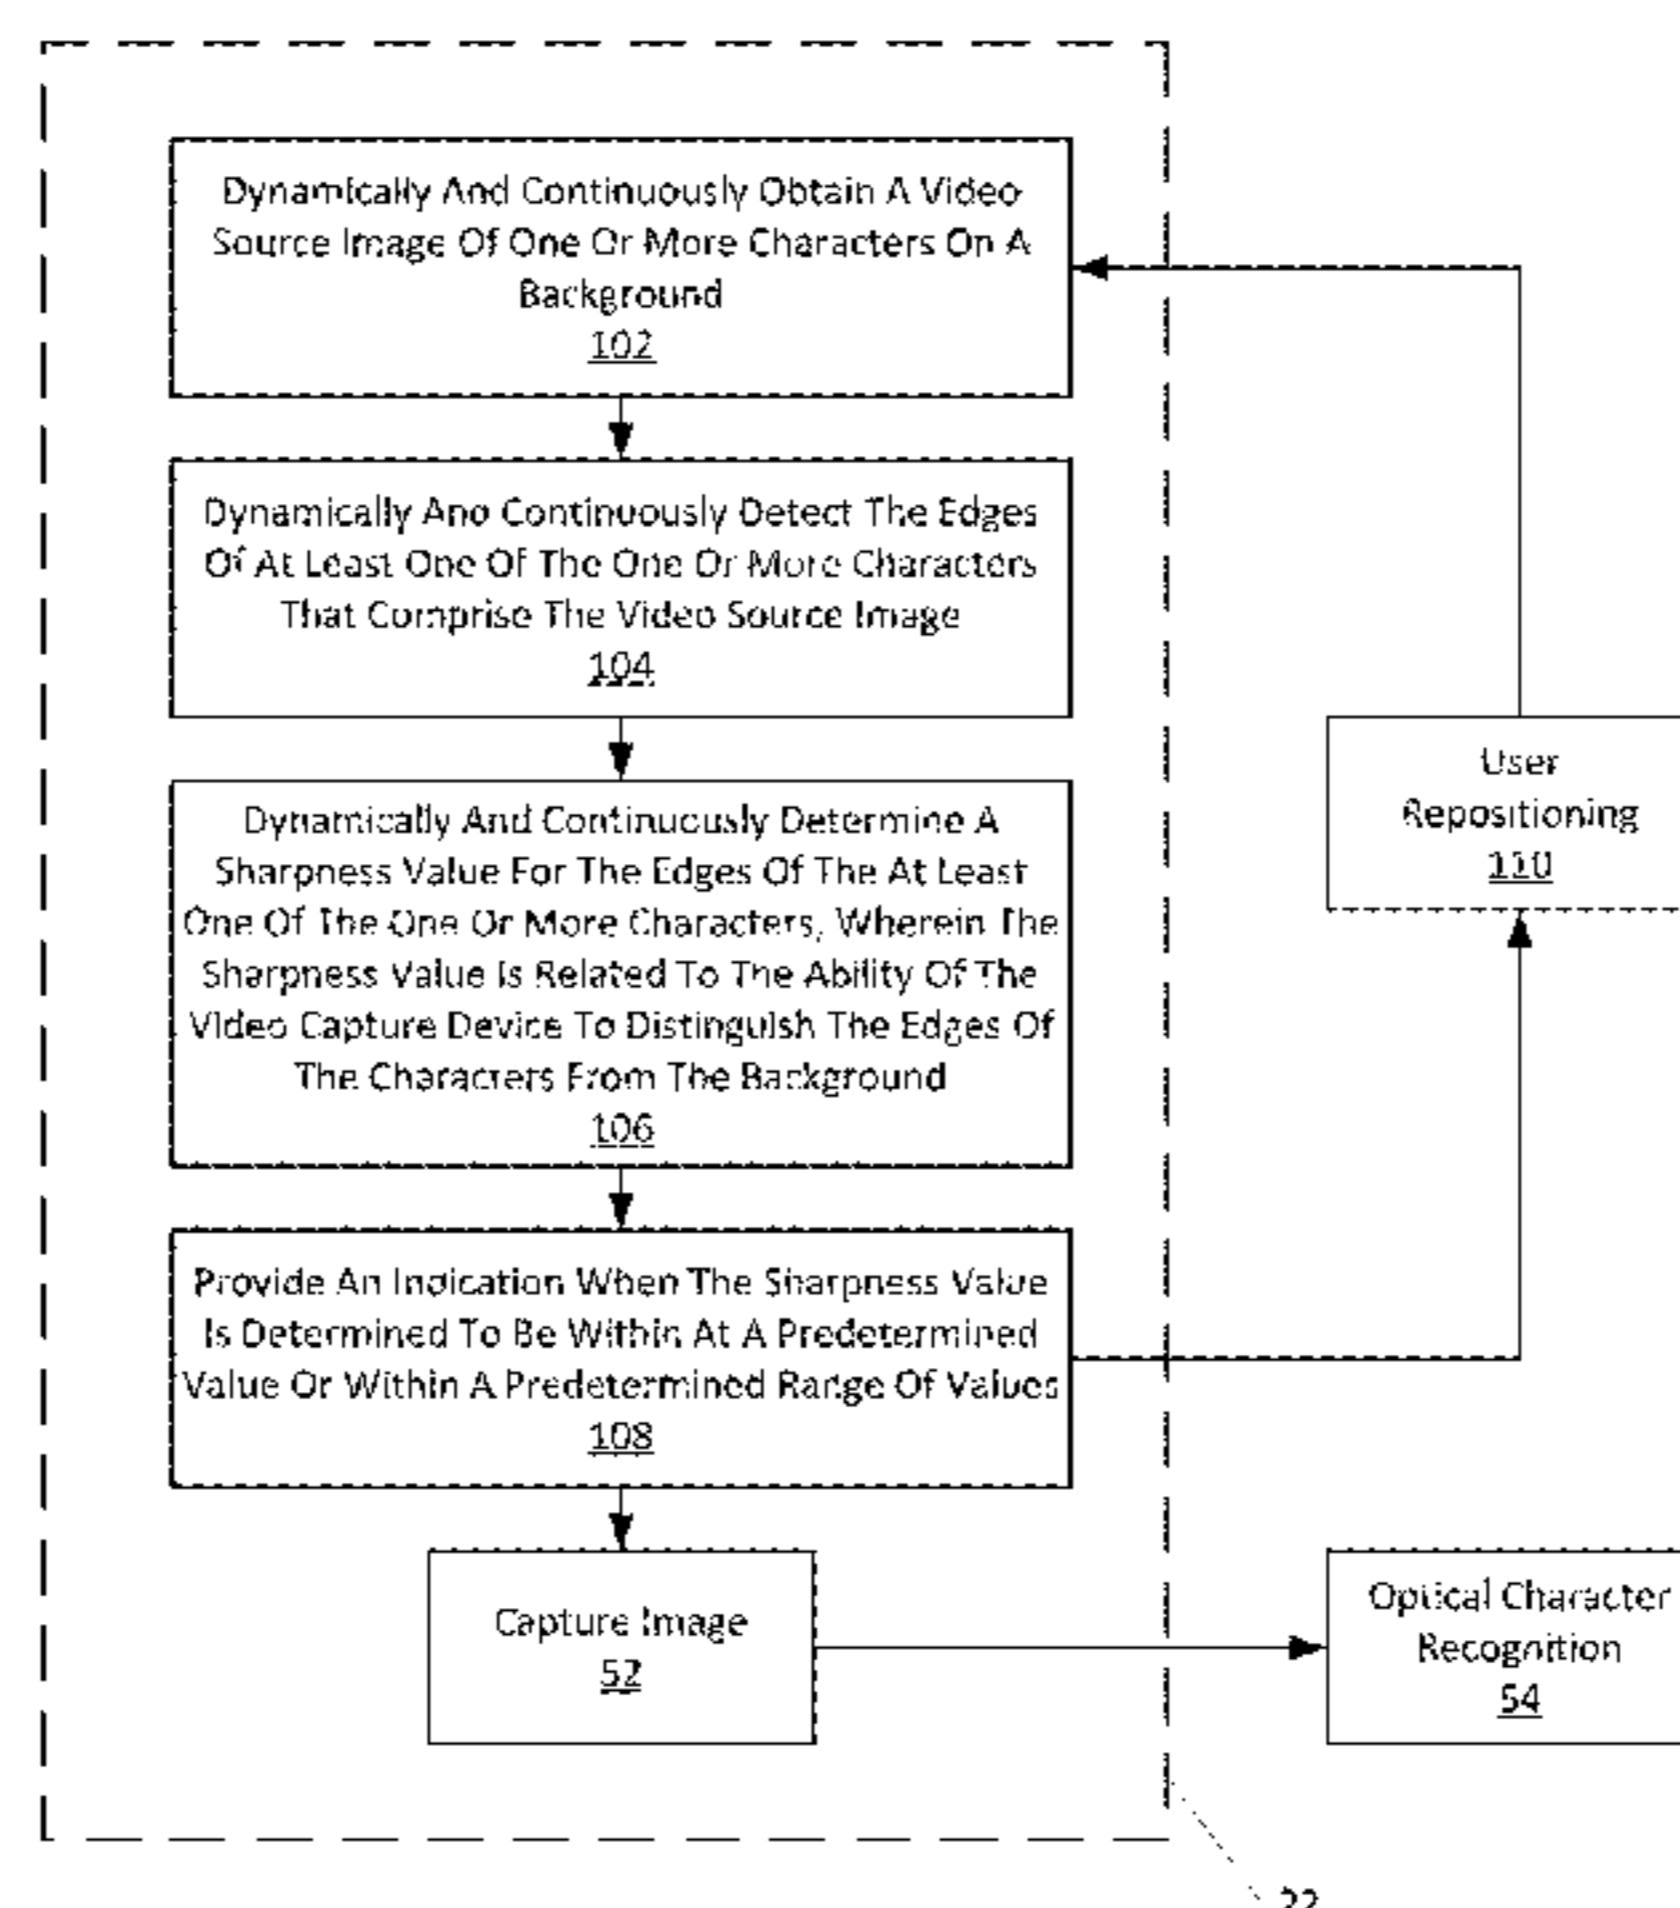 Dynamically And Continuously Obtain A Video
Source Image Of One Or More Characters On A
Background
102
Dynamically And Continuously Detect The Edges
Of At Least One Of The One Or More Characters
That Comprise The Video Source Image
104
Dynamically And Continuously Determine A
Sharpness Value For The Edges Of The At Least
One Of The One Or More Characters, Wherein The
Sharpness Value Is Related To The Ability Of The
Video Capture Device To Distinguish The Edges Of
The Characters From The Background
106
Provide An Indication When The Sharpness Value
Is Determined To Be Within At A Predetermined
Value Or Within A Predetermined Range Of Values
108
Capture Image
52
User
Repositioning
110
Optical Character
Recognition
54